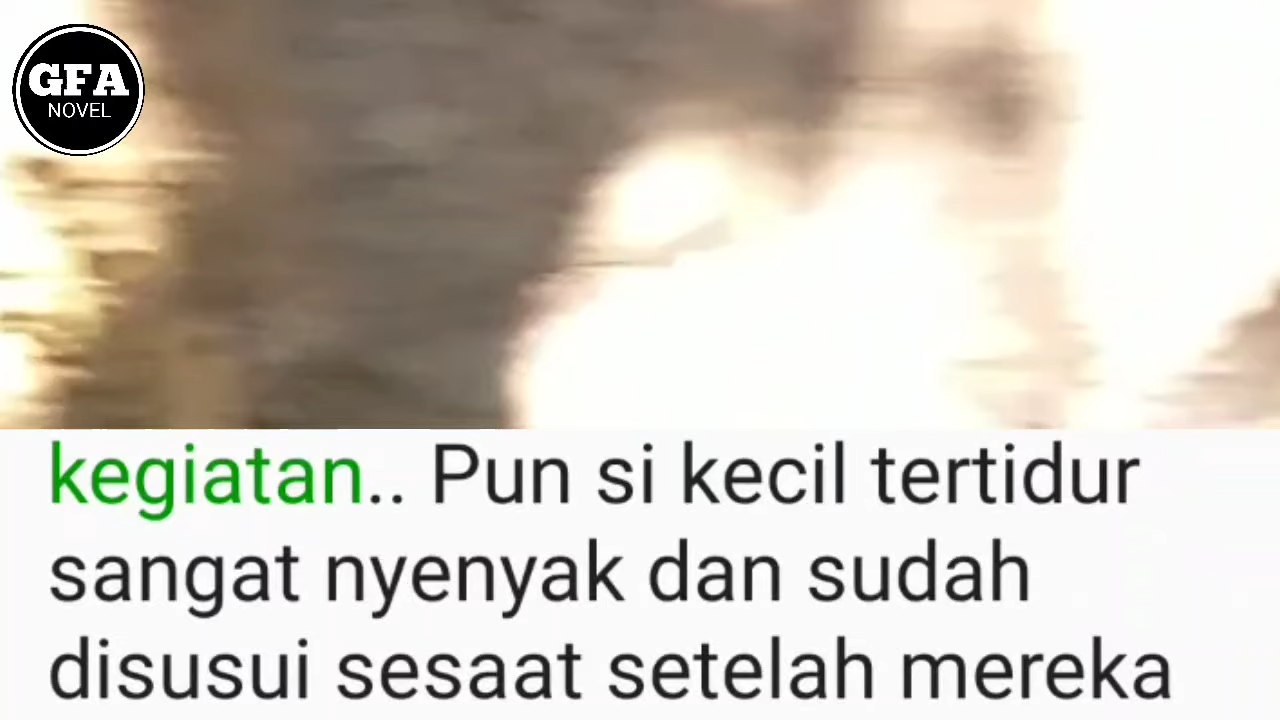 GFA
NOVEL
kegiatan.. Pun si kecil tertidur
sangat nyenyak dan sudah
disusui sesaat setelah mereka